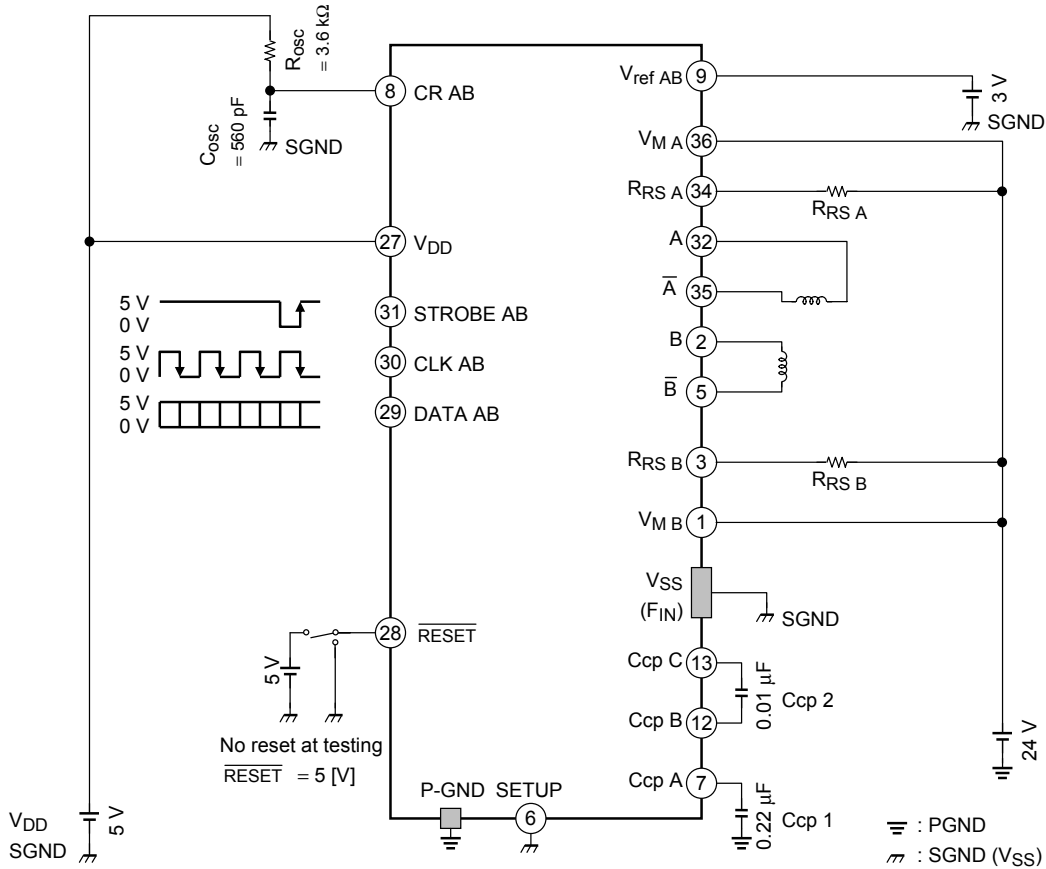 Rosc
= 3.6 kΩ
Cosc
= 560 pF
SGND
8 CR AB
27 VDD
5 V
0 V
31 STROBE AB
5 V
0 V
30 CLK AB
5 V
0 V
29 DATA AB
28 RESET
5 V
No reset at testing
RESET = 5 [V]
VDD
SGND
5 V
P-GND SETUP
6
Vref AB 9
3 V
SGND
VM A 36
RRS A 34
RRS A
A 32
A 35
B 2
B 5
RRS B 3
RRS B
VM B 1
VSS
(FIN)
SGND
Ccp C 13
0.01 μF
Ccp 2
Ccp B 12
Ccp A 7
0.22 μF
Ccp 1
24 V
: PGND
: SGND (VSS)